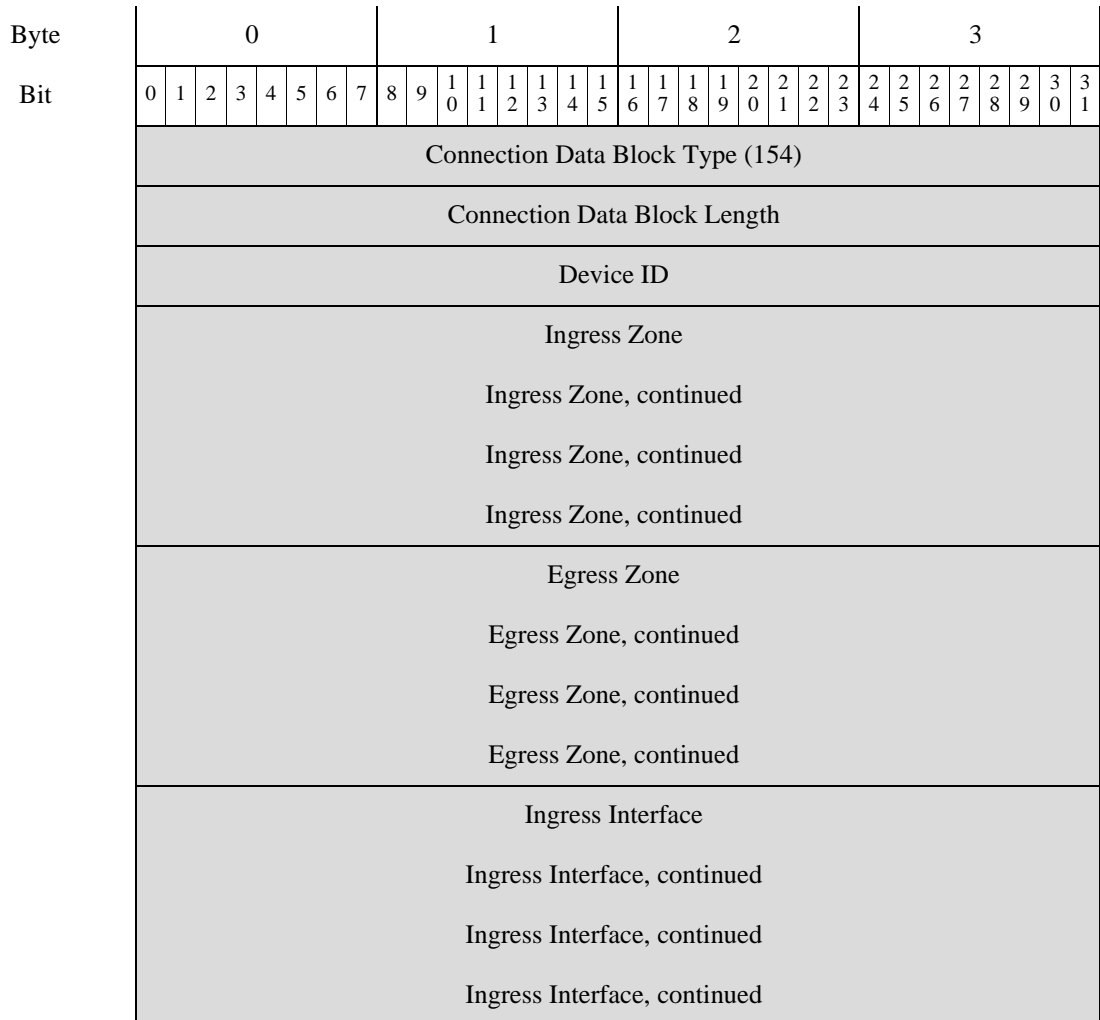 Byte 0 1 2 3
Bit 0 1 2 3 4 5 6 7 8 9 10 11 12 13 14 15 16 17 18 19 20 21 22 23 24 25 26 27 28 29 30 31
Connection Data Block Type (154)
Connection Data Block Length
Device ID
Ingress Zone
Ingress Zone, continued
Ingress Zone, continued
Ingress Zone, continued
Egress Zone
Egress Zone, continued
Egress Zone, continued
Egress Zone, continued
Ingress Interface
Ingress Interface, continued
Ingress Interface, continued
Ingress Interface, continued